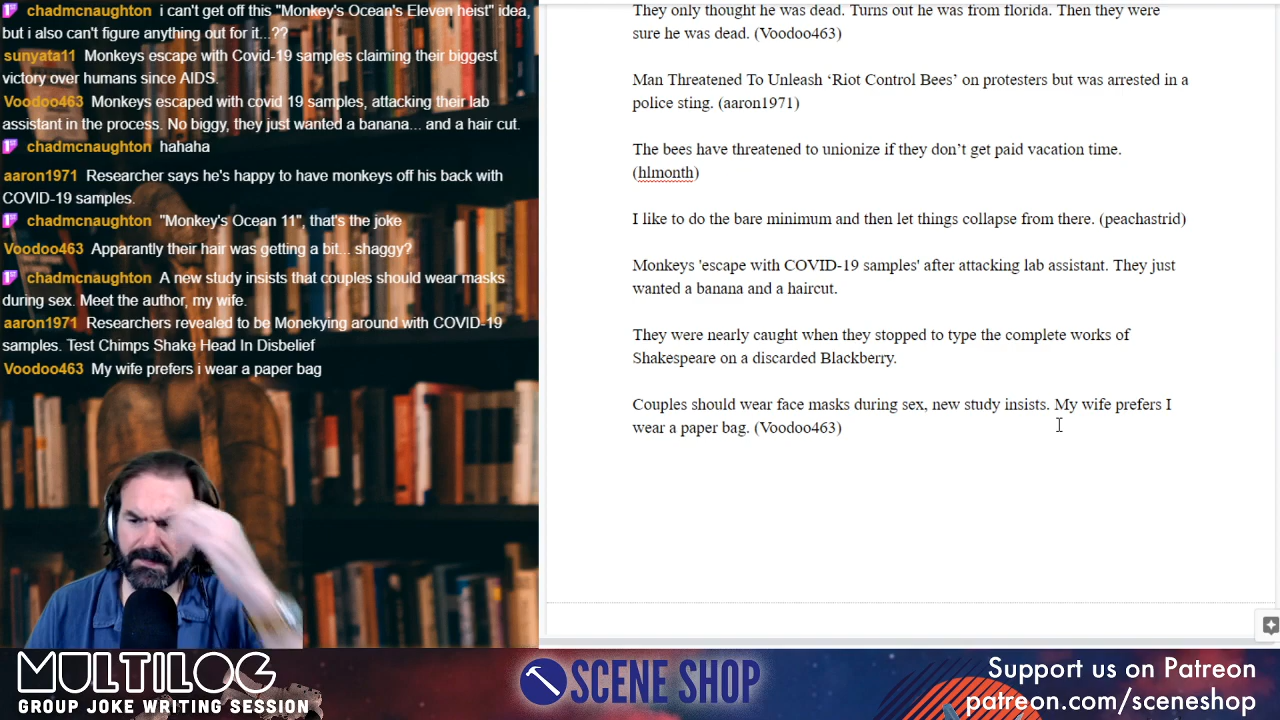 chadmcnaughton i can't get off this "Monkey's Ocean's Eleven heist" idea,
but i also can't figure anything out for it...??
sunyata11 Monkeys escape with Covid-19 samples claiming their biggest
victory over humans since AIDS.
Voodoo463 Monkeys escaped with covid 19 samples, attacking their lab
assistant in the process. No biggy, they just wanted a banana... and a hair cut.
chadmcnaughton hahaha
aaron1971 Researcher says he's happy to have monkeys off his back with
COVID-19 samples.
chadmcnaughton "Monkey's Ocean 11", that's the joke
Voodoo463 Apparantly their hair was getting a bit... shaggy?
chadmcnaughton A new study insists that couples should wear masks
during sex. Meet the author, my wife.
aaron1971 Researchers revealed to be Monekying around with COVID-19
samples. Test Chimps Shake Head In Disbelief
Voodoo463 My wife prefers i wear a paper bag
They only thought he was dead. Turns out he was from florida. Then they were
sure he was dead. (Voodoo463)
Man Threatened To Unleash ‘Riot Control Bees’ on protesters but was arrested in a
police sting. (aaron1971)
The bees have threatened to unionize if they don’t get paid vacation time.
(hlmonth)
I like to do the bare minimum and then let things collapse from there. (peachastrid)
Monkeys 'escape with COVID-19 samples' after attacking lab assistant. They just
wanted a banana and a haircut.
They were nearly caught when they stopped to type the complete works of
Shakespeare on a discarded Blackberry.
Couples should wear face masks during sex, new study insists. My wife prefers I
wear a paper bag. (Voodoo463)
MULTILOG
GROUP JOKE WRITING SESSION
SCENE SHOP
Support us on Patreon
patreon.com/sceneshop